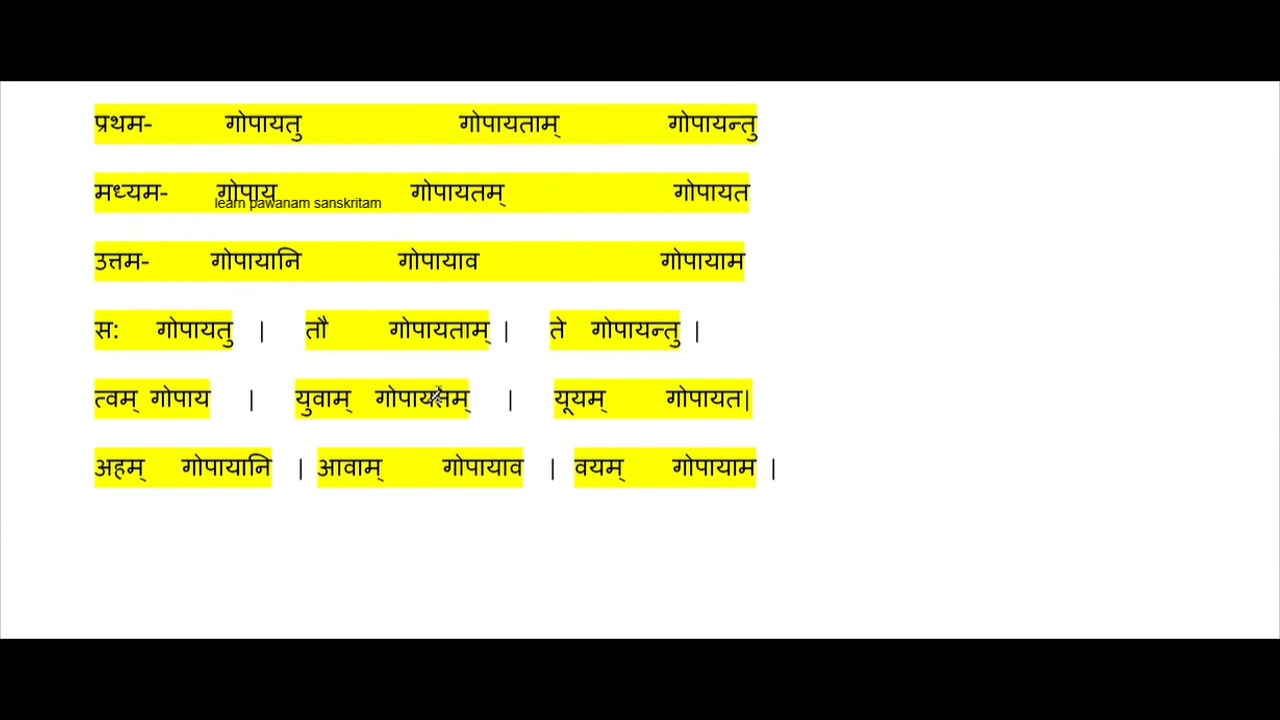 प्रथम- गोपायतु गोपायताम् गोपायन्तु
मध्यम- गोपाय गोपायतम् गोपायत
learn pawanam sanskritam
उत्तम- गोपायानि गोपायाव गोपायाम
स: गोपायतु | तौ गोपायताम् | ते गोपायन्तु |
त्वम् गोपाय | युवाम् गोपायतम् | यूयम् गोपायत|
अहम् गोपायानि | आवाम् गोपायाव | वयम् गोपायाम |